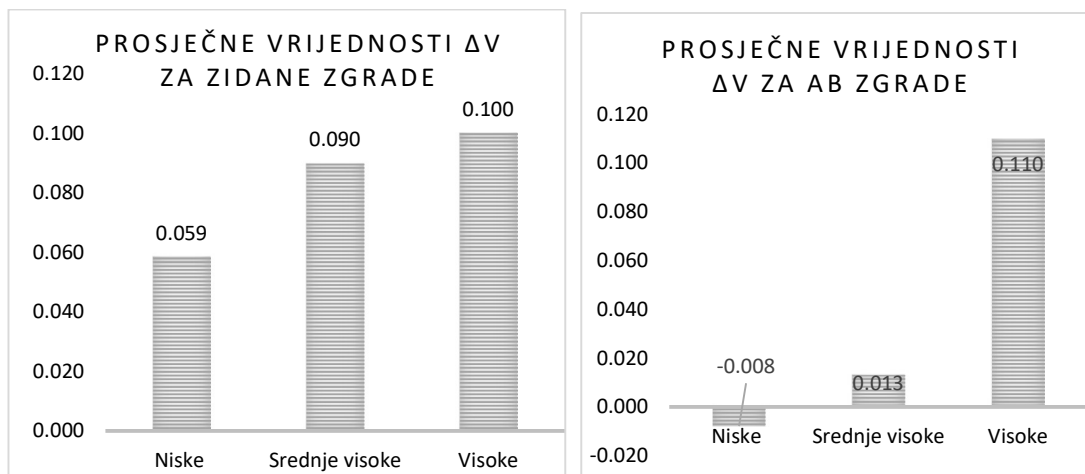 PROSJEČNE VRIJEDNOSTI ΔV
ZA ZIDANE ZGRADE
0.120
0.100
0.080
0.060
0.040
0.020
0.000
0.059
0.090
0.100
Niske
Srednje visoke
Visoke
PROSJEČNE VRIJEDNOSTI
ΔV ZA AB ZGRADE
0.120
0.100
0.080
0.060
0.040
0.020
0.000
-0.020
-0.008
0.013
0.110
Niske
Srednje visoke
Visoke